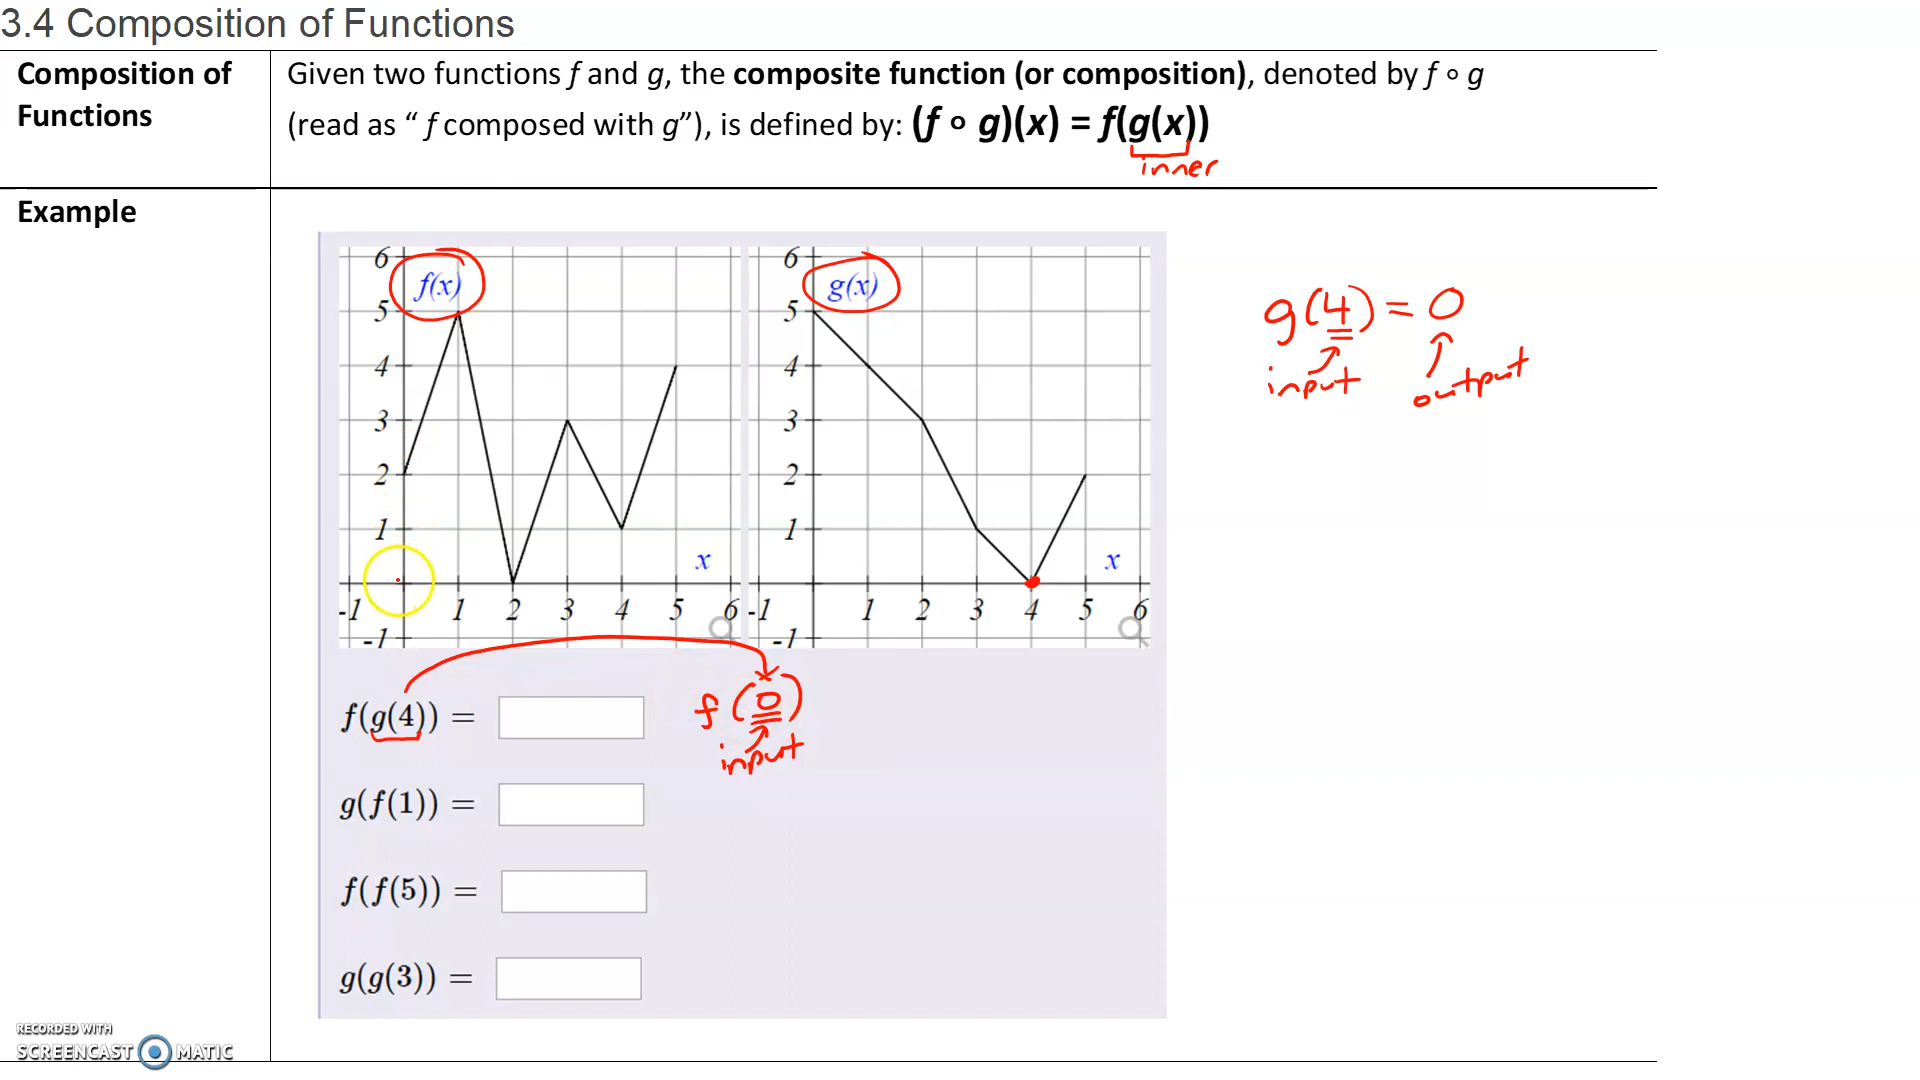 3.4 Composition of Functions
Composition of
Functions
Given two functions f and g, the composite function (or composition), denoted by f ∘ g
(read as “ f composed with g”), is defined by: (f ∘ g)(x) = f(g(x))
inner
Example
6
f(x)
5
4
3
2
1
x
-1 1 2 3 4 5 6
-1
6
g(x)
5
4
3
2
1
x
-1 1 2 3 4 5 6
-1
g(4) = 0
input output
f(g(4)) =
f(0)
input
g(f(1)) =
f(f(5)) =
g(g(3)) =
RECORDED WITH
SCREENCAST MATIC